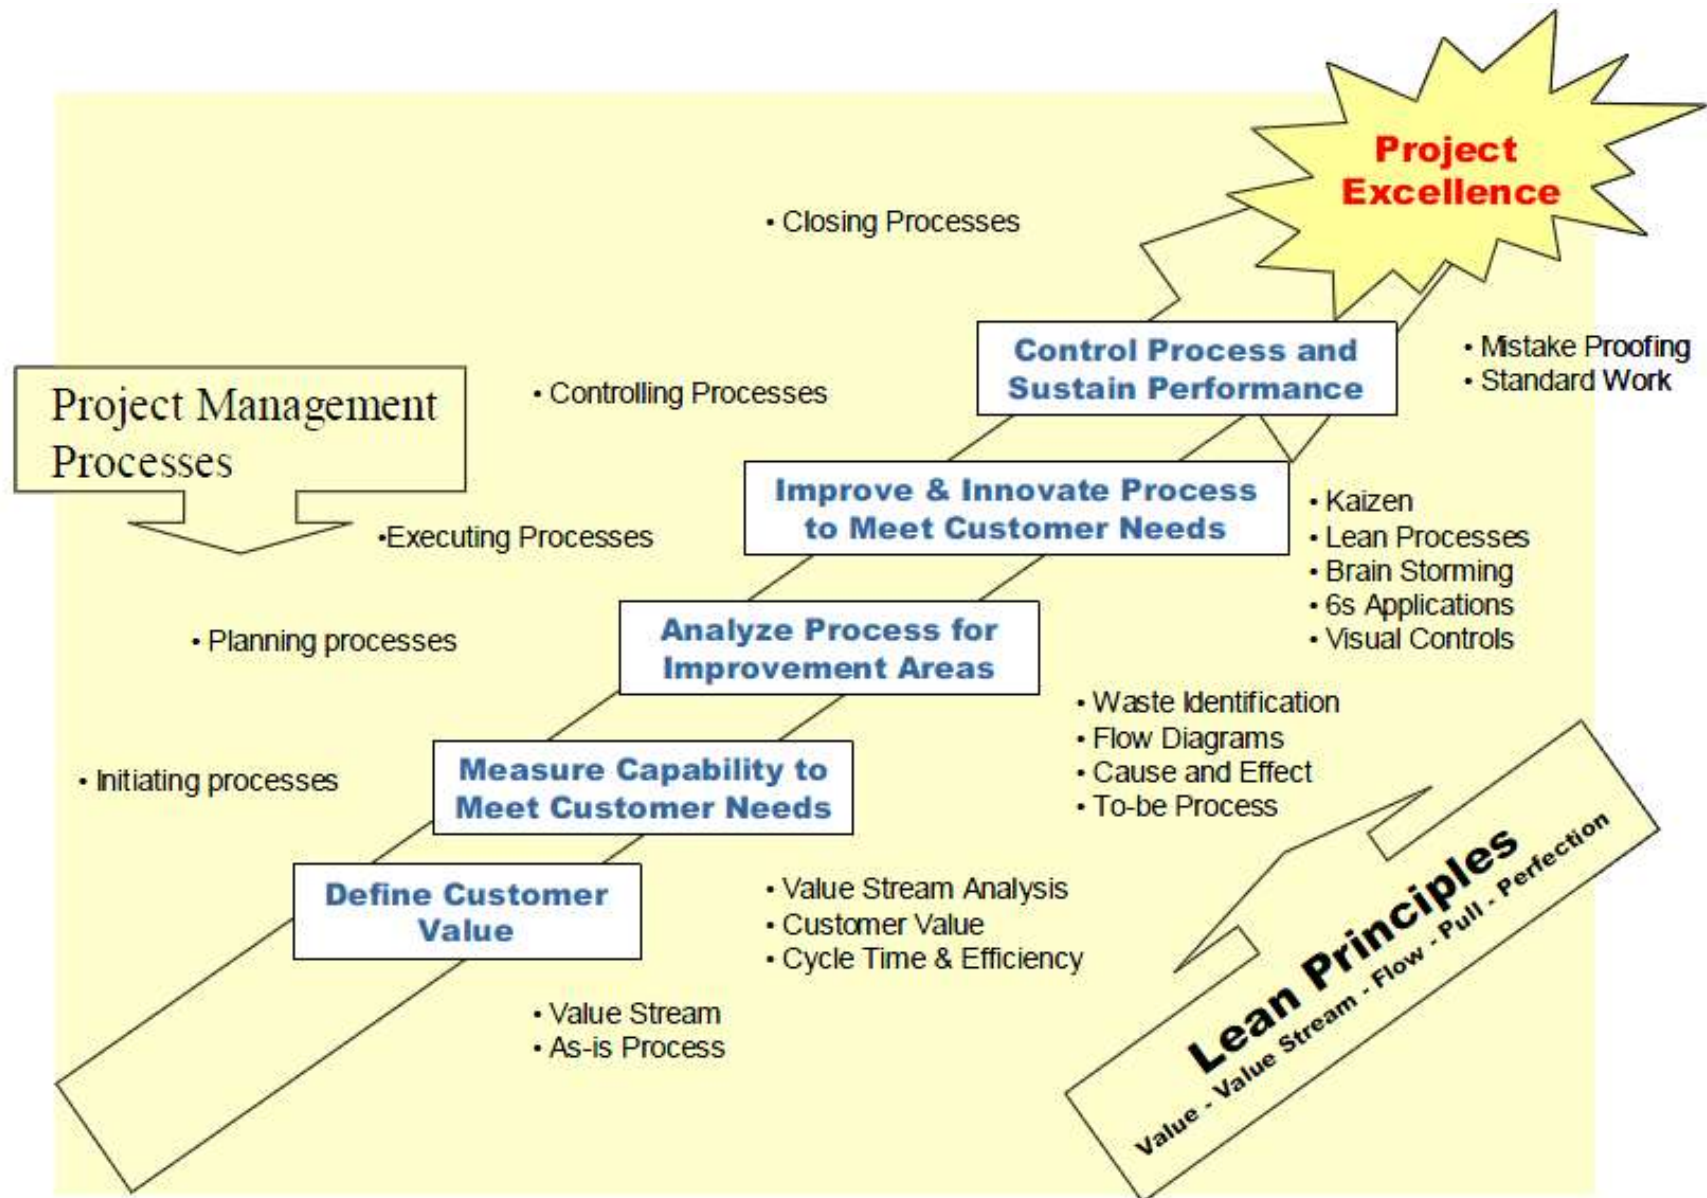 Project
Excellence
• Closing Processes
Control Process and
Sustain Performance
• Mistake Proofing
• Standard Work
Project Management
Processes
• Controlling Processes
Improve & Innovate Process
to Meet Customer Needs
• Kaizen
• Lean Processes
• Brain Storming
• 6s Applications
• Visual Controls
•Executing Processes
Analyze Process for
Improvement Areas
• Planning processes
• Waste Identification
• Flow Diagrams
• Cause and Effect
• To-be Process
Measure Capability to
Meet Customer Needs
• Initiating processes
Define Customer
Value
• Value Stream Analysis
• Customer Value
• Cycle Time & Efficiency
• Value Stream
• As-is Process
Lean Principles
Value - Value Stream - Flow - Pull - Perfection